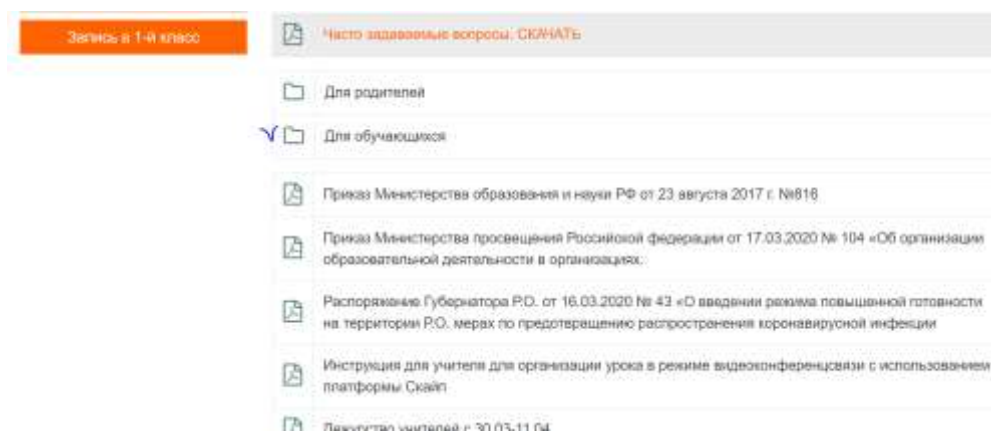 Запись в 1-й класс
Часто задаваемые вопросы. СКАЧАТЬ
Для родителей
Для обучающихся
Приказ Министерства образования и науки РФ от 23 августа 2017 г. №816
Приказ Министерства просвещения Российской федерации от 17.03.2020 № 104 «Об организации
образовательной деятельности в организациях.
Распоряжение Губернатора Р.О. от 16.03.2020 № 43 «О введении режима повышенной готовности
на территории Р.О. мерах по предотвращению распространения коронавирусной инфекции
Инструкция для учителя для организации урока в режиме видеоконференцсвязи с использованием
платформы Скайп
Дежурство учителей с 30.03-11.04